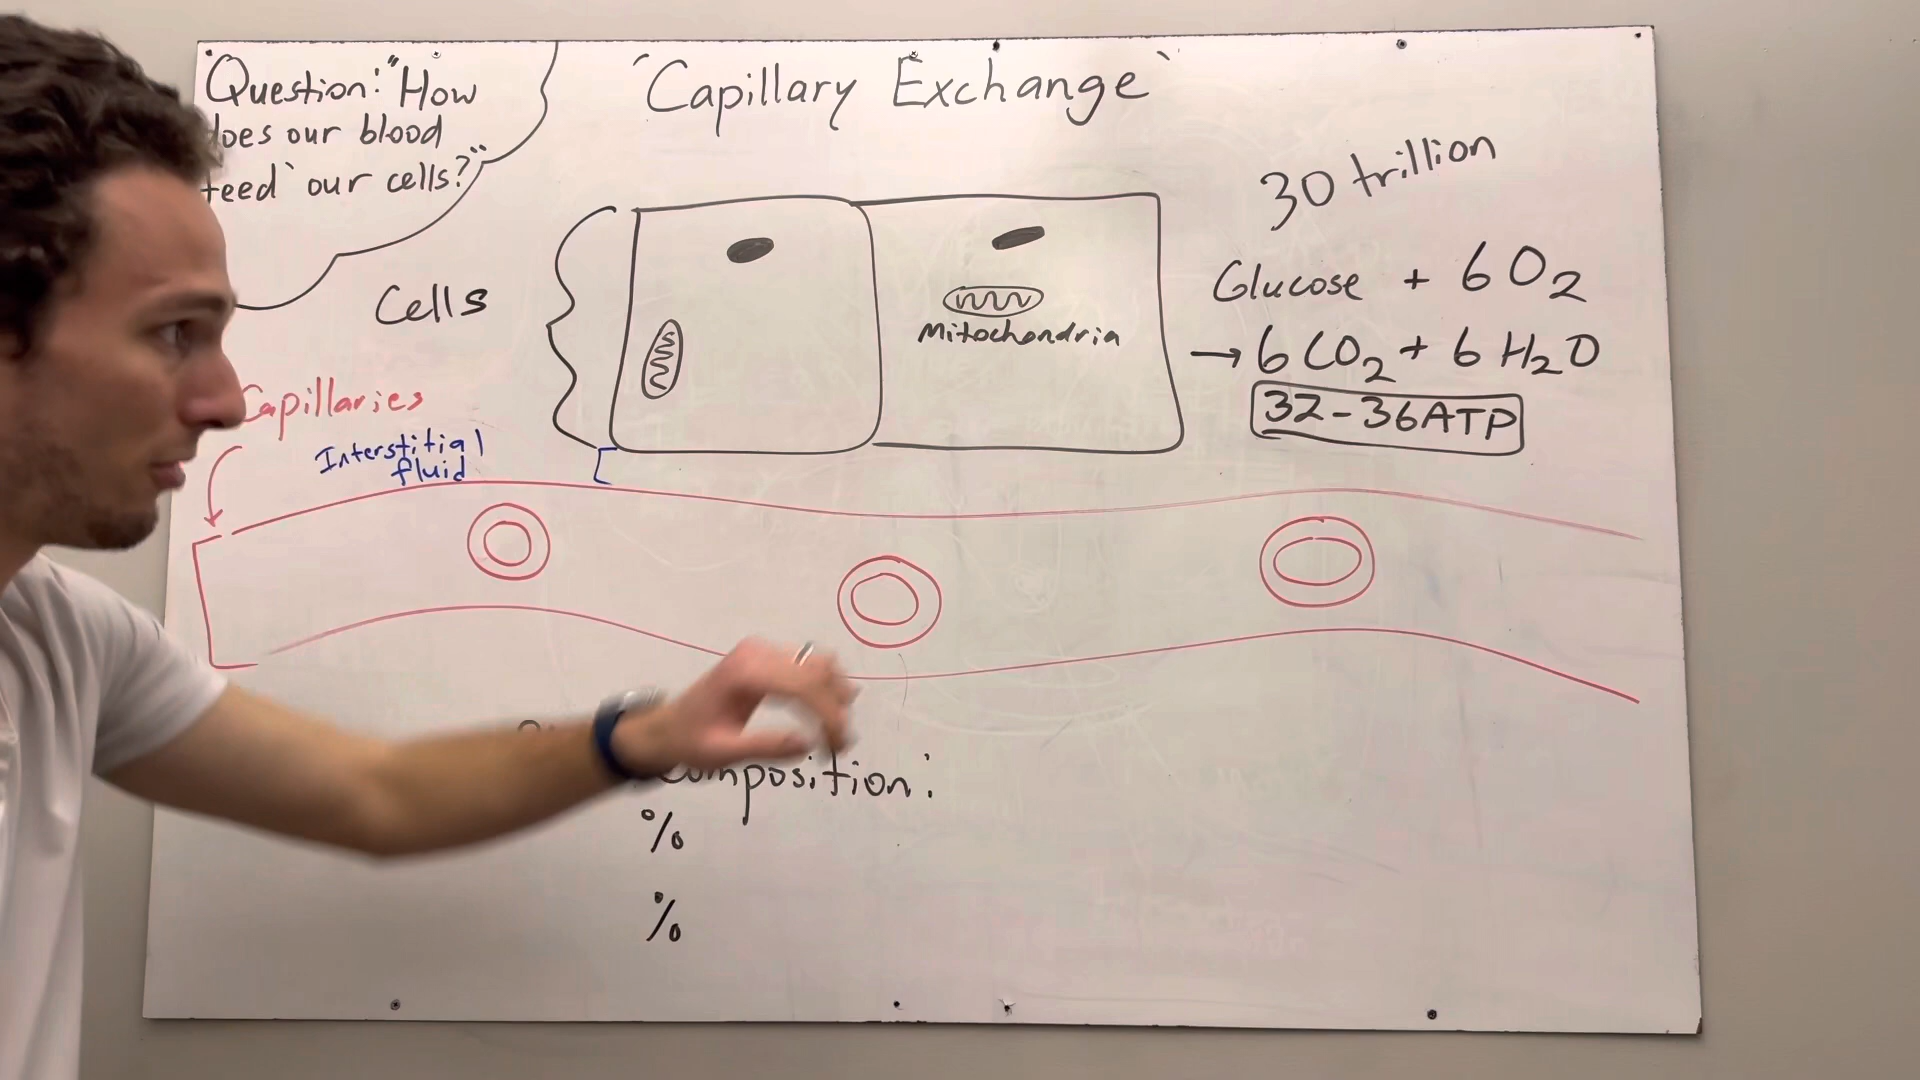 Question: "How
does our blood
feed` our cells?"
´Capillary Exchange`
30 trillion
Glucose + 6O₂
→ 6CO₂ + 6H₂O
32-36ATP
Cells
Mitochondria
Capillaries
Interstitial
fluid
Composition:
%
%